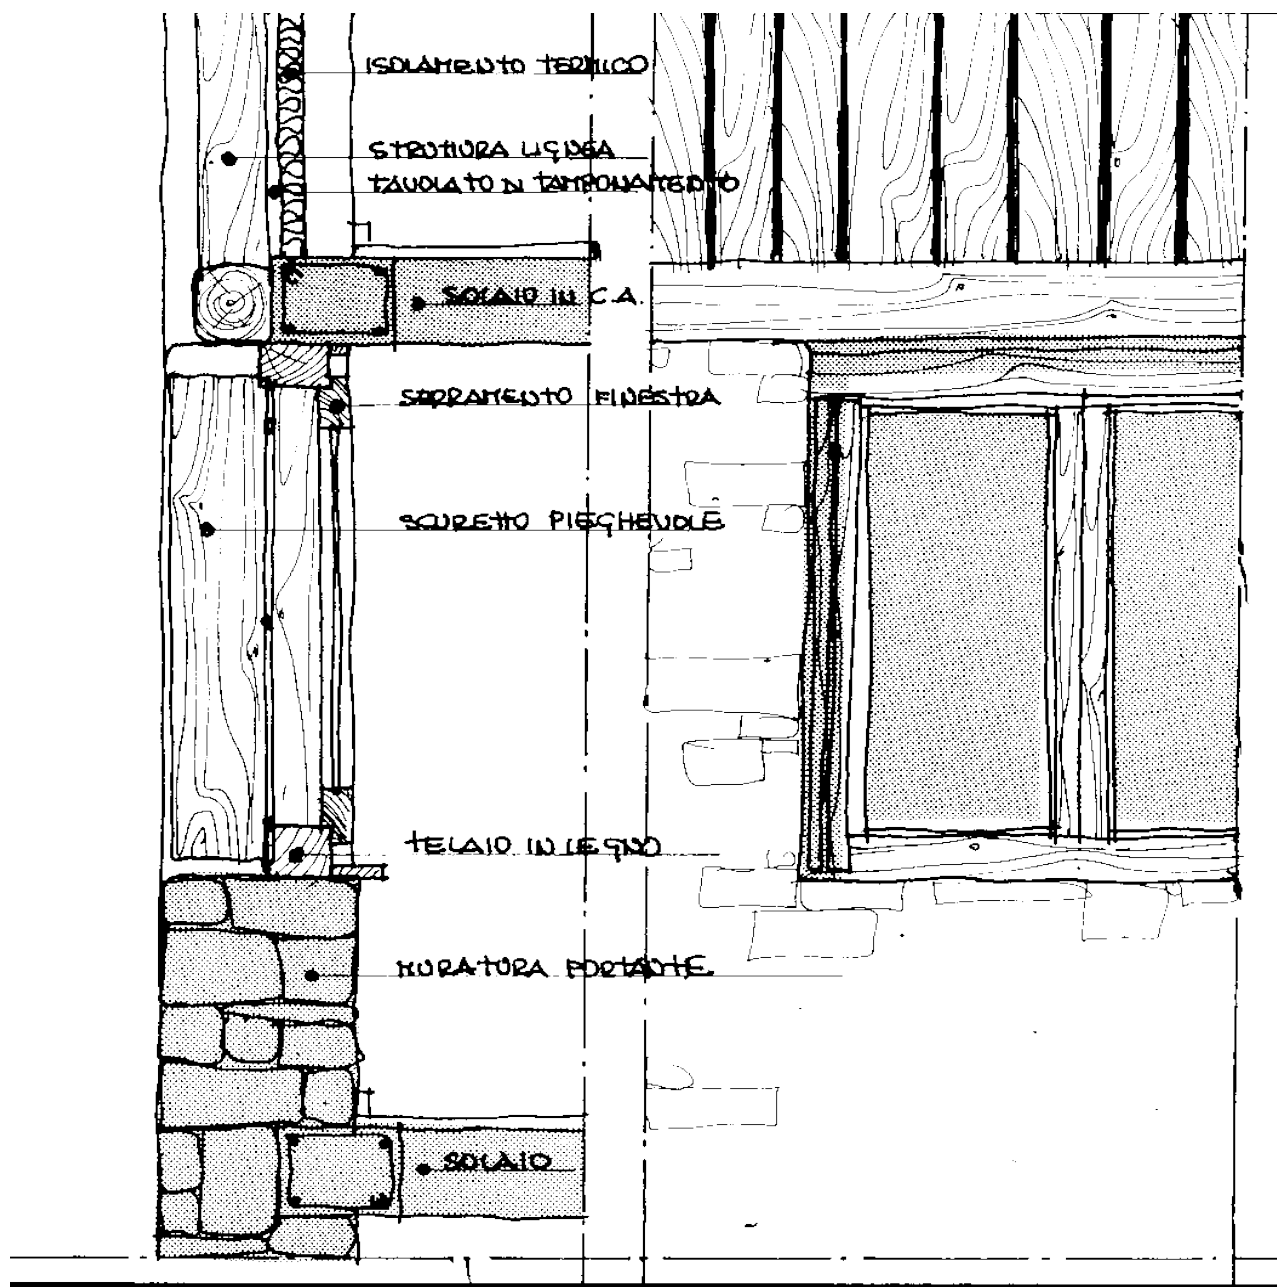 ISOLAMENTO TERMICO
STRUTTURA LIGNEA
TAVOLATO DI TAMPONAMENTO
SOLAIO IN C.A.
SERRAMENTO FINESTRA
SCURETTO PIEGHEVOLE
TELAIO IN LEGNO
MURATURA PORTANTE
SOLAIO